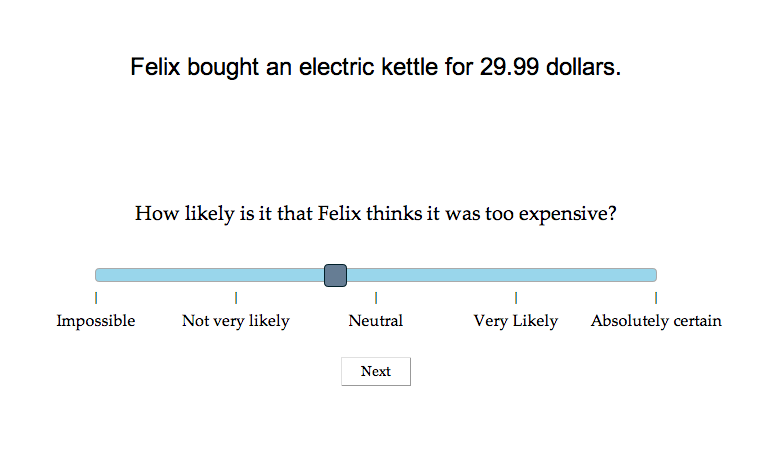 Felix bought an electric kettle for 29.99 dollars.
How likely is it that Felix thinks it was too expensive?
Impossible Not very likely Neutral Very Likely Absolutely certain
Next